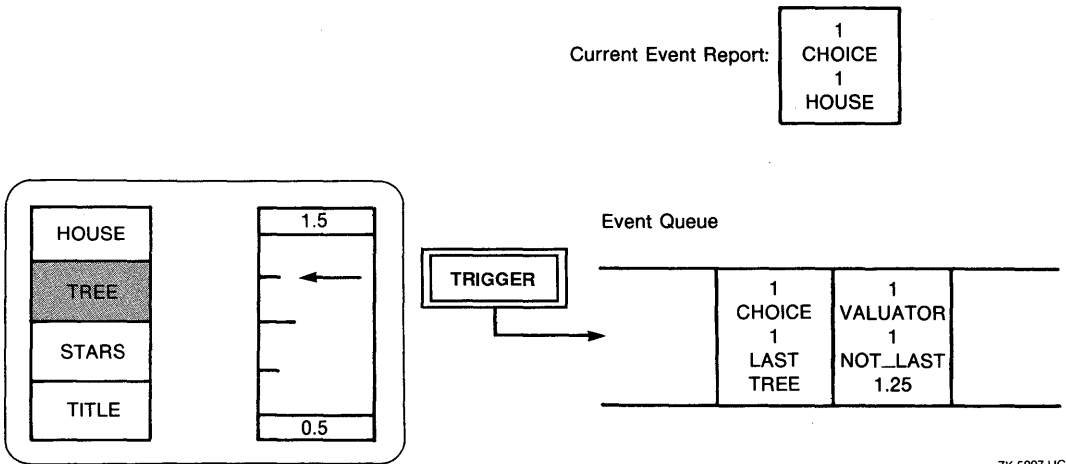 Current Event Report:
1
CHOICE
1
HOUSE
HOUSE
TREE
STARS
TITLE
1.5
0.5
TRIGGER
Event Queue
1
CHOICE
1
LAST
TREE
1
VALUATOR
1
NOT_LAST
1.25